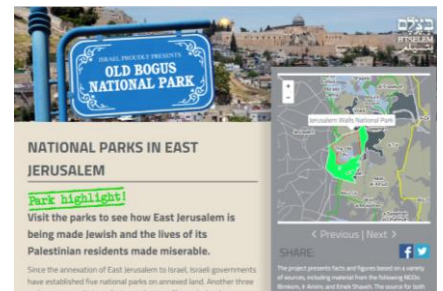 ISRAEL PROUDLY PRESENTS
OLD BOGUS
NATIONAL PARK
בצלם
B'TSELEM
NATIONAL PARKS IN EAST
JERUSALEM
Park highlight!
Visit the parks to see how East Jerusalem is
being made Jewish and the lives of its
Palestinian residents made miserable.
Since the annexation of East Jerusalem to Israel, Israeli governments
have established five national parks on annexed land. Another three
+
-
Jerusalem Walls National Park
< Previous | Next >
SHARE:
The project presents facts and figures based on a variety
of sources, including material from the following NGOs:
Bimkom, Ir Amim and Emek Shaveh. The source for both